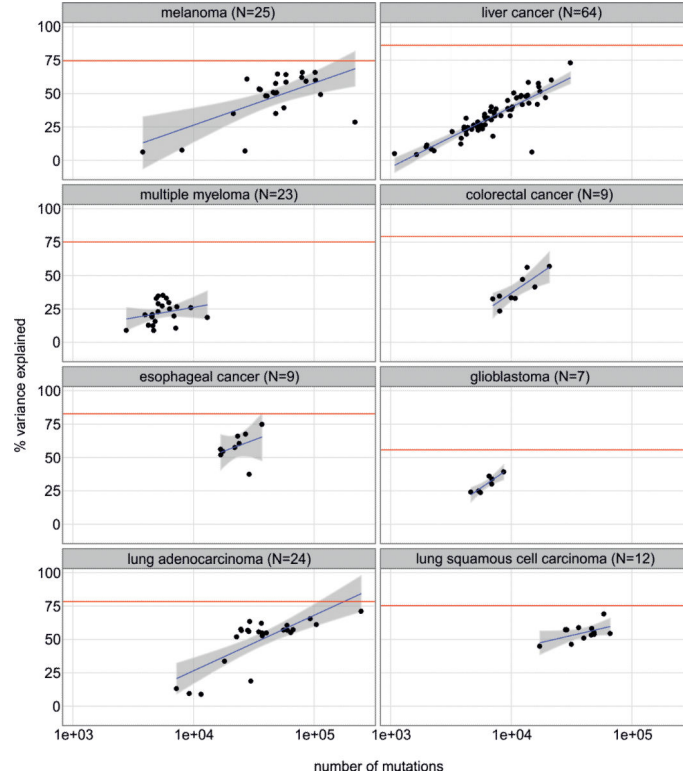 melanoma (N=25)
liver cancer (N=64)
100
75
50
25
0
multiple myeloma (N=23)
colorectal cancer (N=9)
100
75
50
25
0
% variance explained
esophageal cancer (N=9)
glioblastoma (N=7)
100
75
50
25
0
lung adenocarcinoma (N=24)
lung squamous cell carcinoma (N=12)
100
75
50
25
0
1e+03 1e+04 1e+05 1e+03 1e+04 1e+05
number of mutations